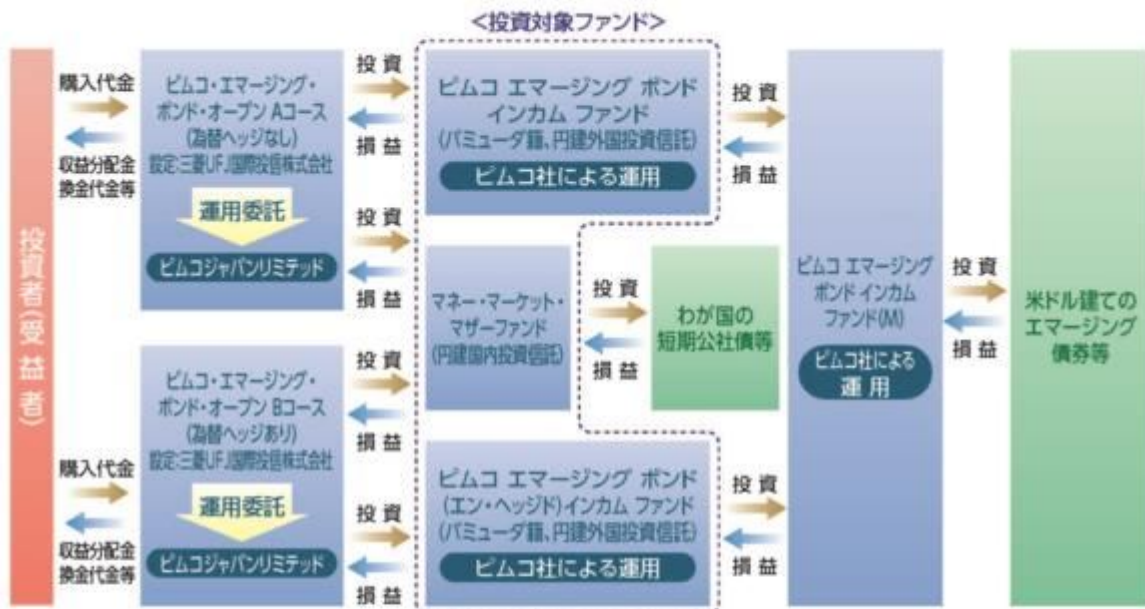 <投資対象ファンド>
投資者(受益者)
購入代金
収益分配金
換金代金等
ピムコ・エマージング・
ボンド・オープン Aコース
(為替ヘッジなし)
設定:三菱UFJ国際投信株式会社
運用委託
ピムコジャパンリミテッド
投資
損益
投資
損益
ピムコ エマージング ボンド
インカム ファンド
(バミューダ籍、円建外国投資信託)
ピムコ社による運用
投資
損益
マネー・マーケット・
マザーファンド
(円建国内投資信託)
投資
損益
わが国の
短期公社債等
ピムコ エマージング
ボンド インカム
ファンド(M)
ピムコ社による
運用
投資
損益
米ドル建ての
エマージング
債券等
購入代金
収益分配金
換金代金等
ピムコ・エマージング・
ボンド・オープン Bコース
(為替ヘッジあり)
設定:三菱UFJ国際投信株式会社
運用委託
ピムコジャパンリミテッド
投資
損益
投資
損益
ピムコ エマージング ボンド
(エン・ヘッジド)インカム ファンド
(バミューダ籍、円建外国投資信託)
ピムコ社による運用
投資
損益